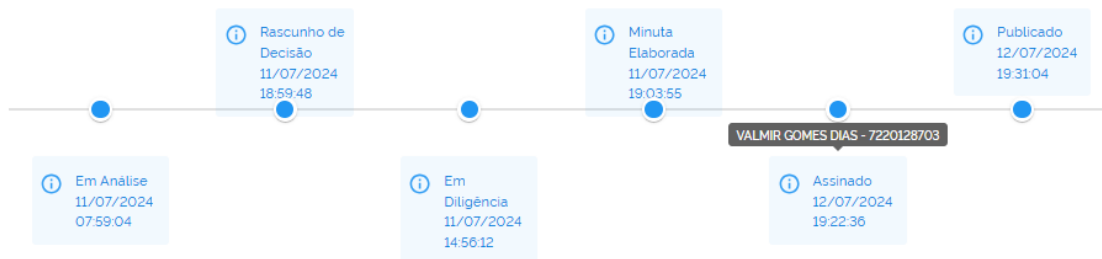 Rascunho de
Decisão
11/07/2024
18:59:48
Minuta
Elaborada
11/07/2024
19:03:55
Publicado
12/07/2024
19:31:04
VALMIR GOMES DIAS - 7220128703
Em Análise
11/07/2024
07:59:04
Em
Diligência
11/07/2024
14:56:12
Assinado
12/07/2024
19:22:36